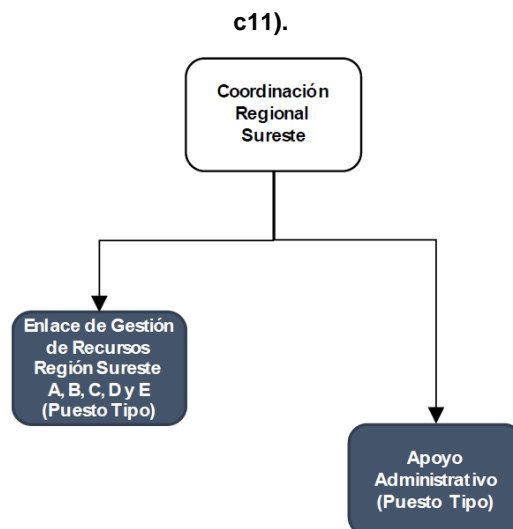 c11).
Coordinación
Regional
Sureste
Enlace de Gestión
de Recursos
Región Sureste
A, B, C, D y E
(Puesto Tipo)
Apoyo
Administrativo
(Puesto Tipo)